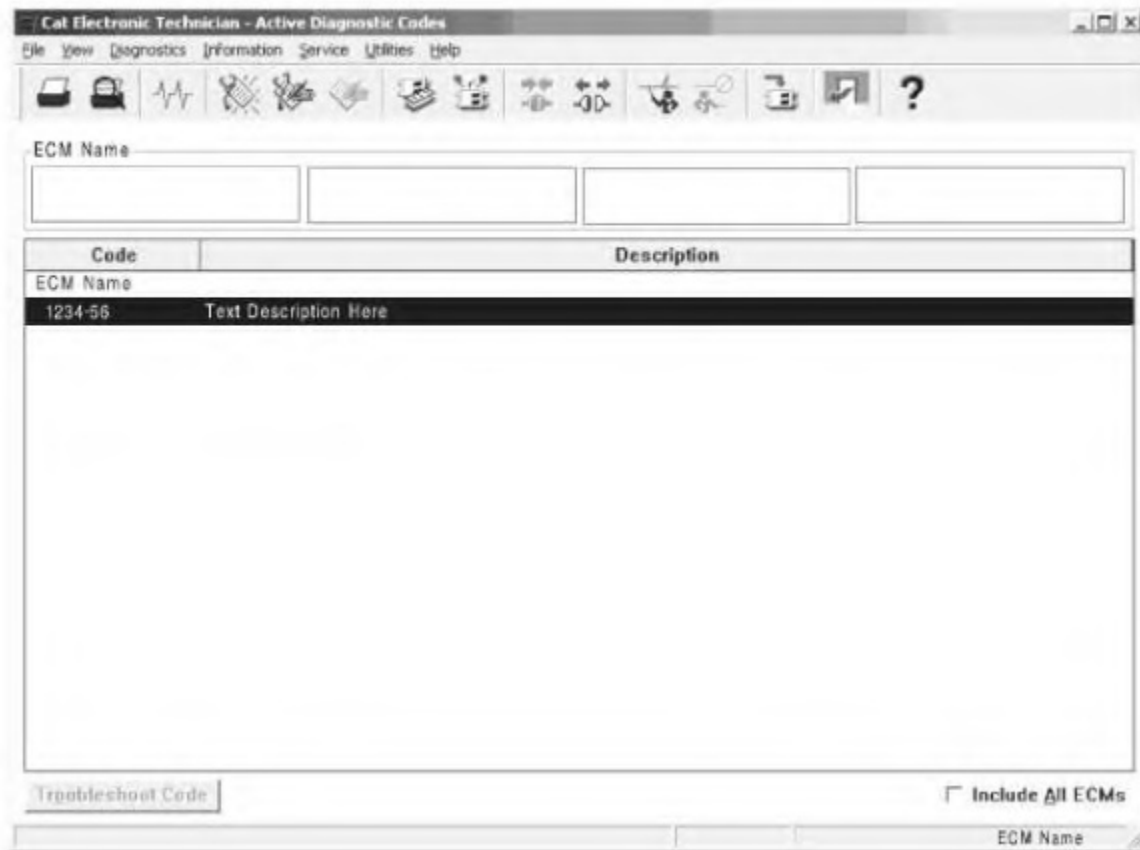 Cat Electronic Technician - Active Diagnostic Codes
File View Diagnostics Information Service Utilities Help
?
ECM Name
Code Description
ECM Name
1234-56 Text Description Here
Troubleshoot Code
Include All ECMs
ECM Name